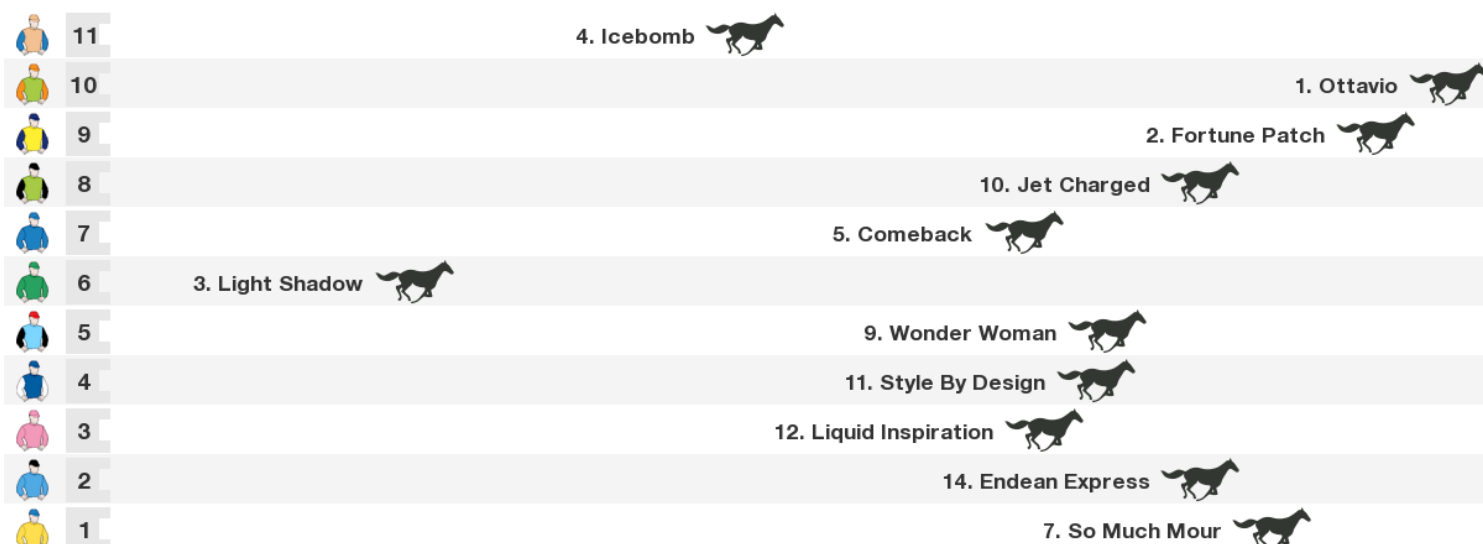 11 4. Icebomb
10 1. Ottavio
9 2. Fortune Patch
8 10. Jet Charged
7 5. Comeback
6 3. Light Shadow
5 9. Wonder Woman
4 11. Style By Design
3 12. Liquid Inspiration
2 14. Endean Express
1 7. So Much Mour